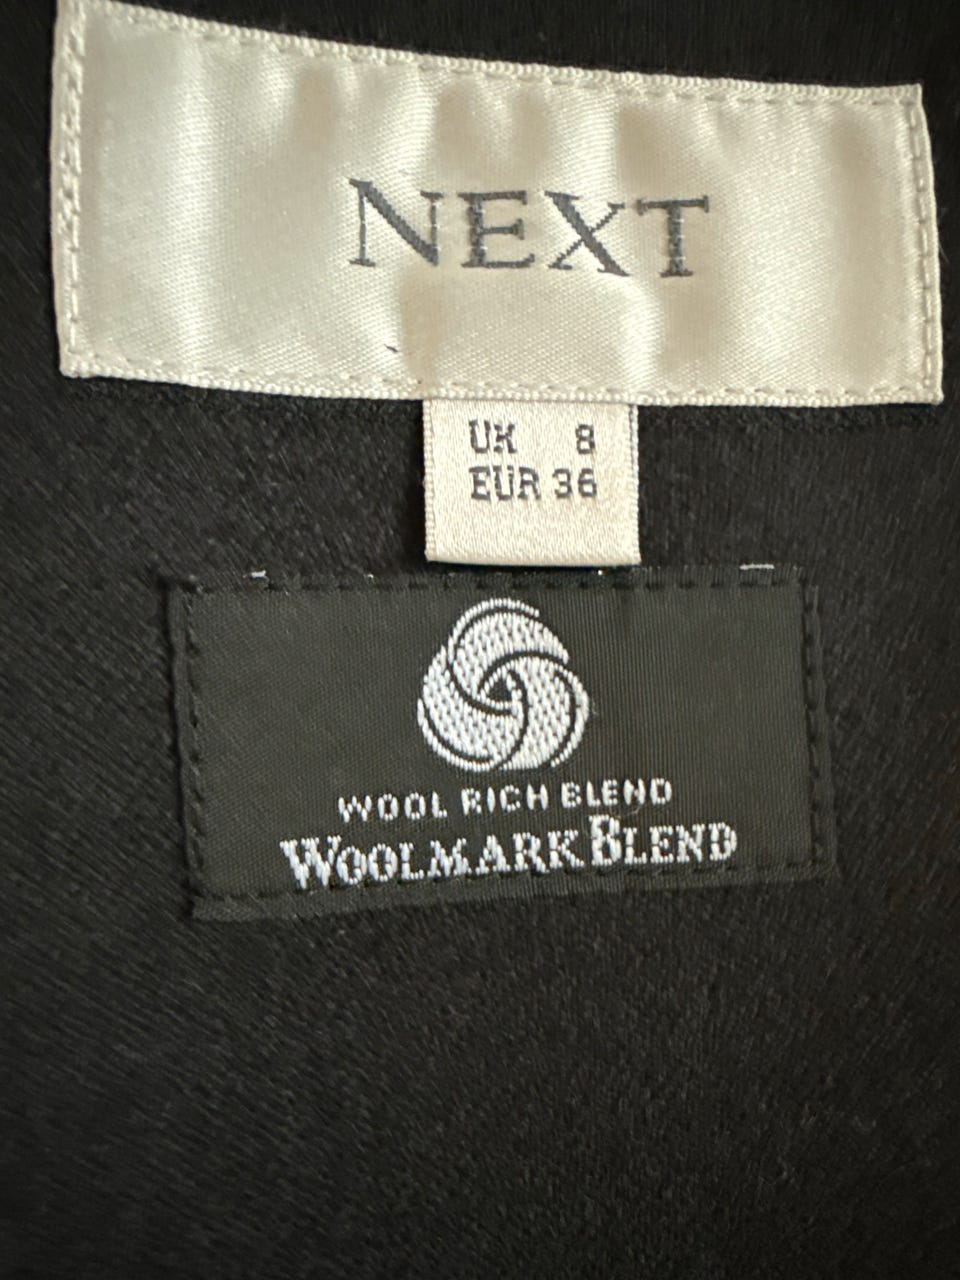 NEXT
UK 8
EUR 36
WOOL RICH BLEND
WOOLMARK BLEND